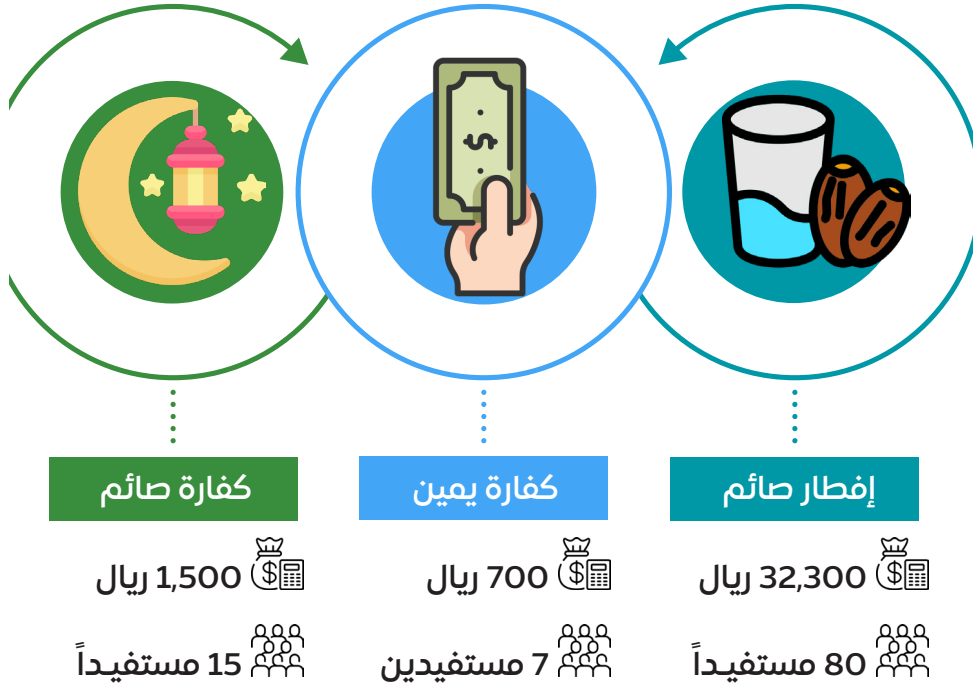 إفطار صائم
32,300 ريال
80 مستفيداً
كفارة يمين
700 ريال
7 مستفيدين
كفارة صائم
1,500 ريال
15 مستفيداً